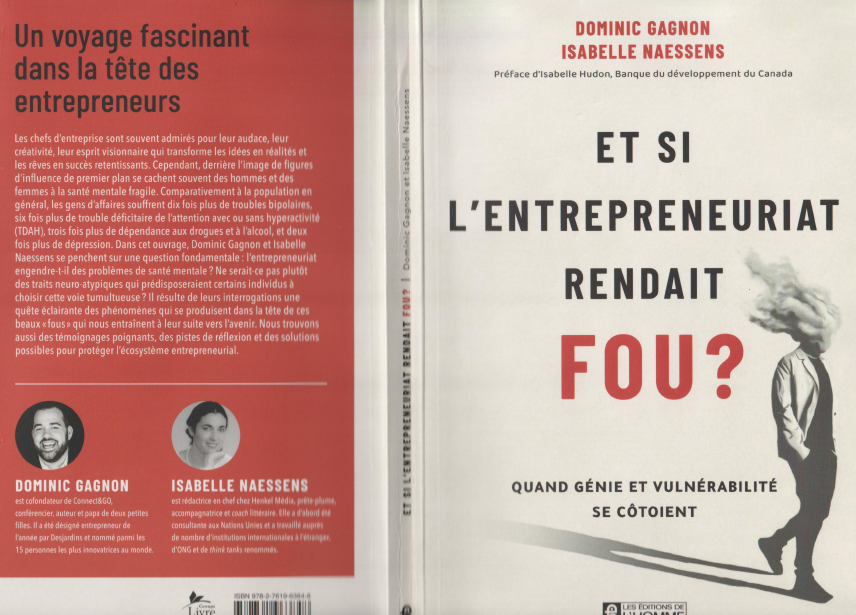 Un voyage fascinant
dans la tête des
entrepreneurs
Les chefs d'entreprise sont souvent admirés pour leur audace, leur
créativité, leur esprit visionnaire qui transforme les idées en réalités et
les rêves en succès retentissants. Cependant, derrière l'image de figures
d'influence de premier plan se cachent souvent des hommes et des
femmes à la santé mentale fragile. Comparativement à la population en
général, les gens d'affaires souffrent dix fois plus de troubles bipolaires,
six fois plus de trouble déficitaire de l'attention avec ou sans hyperactivité
(TDAH), trois fois plus de dépendance aux drogues et à l'alcool, et deux
fois plus de dépression. Dans cet ouvrage, Dominic Gagnon et Isabelle
Naessens se penchent sur une question fondamentale : l'entrepreneuriat
engendre-t-il des problèmes de santé mentale ? Ne serait-ce pas plutôt
des traits neuro-atypiques qui prédisposeraient certains individus à
choisir cette voie tumultueuse ? Il résulte de leurs interrogations une
quête éclairante des phénomènes qui se produisent dans la tête de ces
beaux « fous » qui nous entraînent à leur suite vers l'avenir. Nous trouvons
aussi des témoignages poignants, des pistes de réflexion et des solutions
possibles pour protéger l'écosystème entrepreneurial.
DOMINIC GAGNON
est cofondateur de Connect&GO,
conférencier, auteur et papa de deux petites
filles. Il a été désigné entrepreneur de
l'année par Desjardins et nommé parmi les
15 personnes les plus innovatrices au monde.
ISABELLE NAESSENS
est rédactrice en chef chez Henkel Média, prête-plume,
accompagnatrice et coach littéraire. Elle a d'abord été
consultante aux Nations Unies et a travaillé auprès
de nombre d'institutions internationales à l'étranger,
d'ONG et de think tanks renommés.
Groupe
Livre
ISBN 978-2-7619-6364-6
ET SI L'ENTREPRENEURIAT RENDAIT FOU? | Dominic Gagnon et Isabelle Naessens
DOMINIC GAGNON
ISABELLE NAESSENS
Préface d'Isabelle Hudon, Banque du développement du Canada
ET SI
L'ENTREPRENEURIAT
RENDAIT
FOU?
QUAND GÉNIE ET VULNÉRABILITÉ
SE CÔTOIENT
LES ÉDITIONS DE
L'HOMME